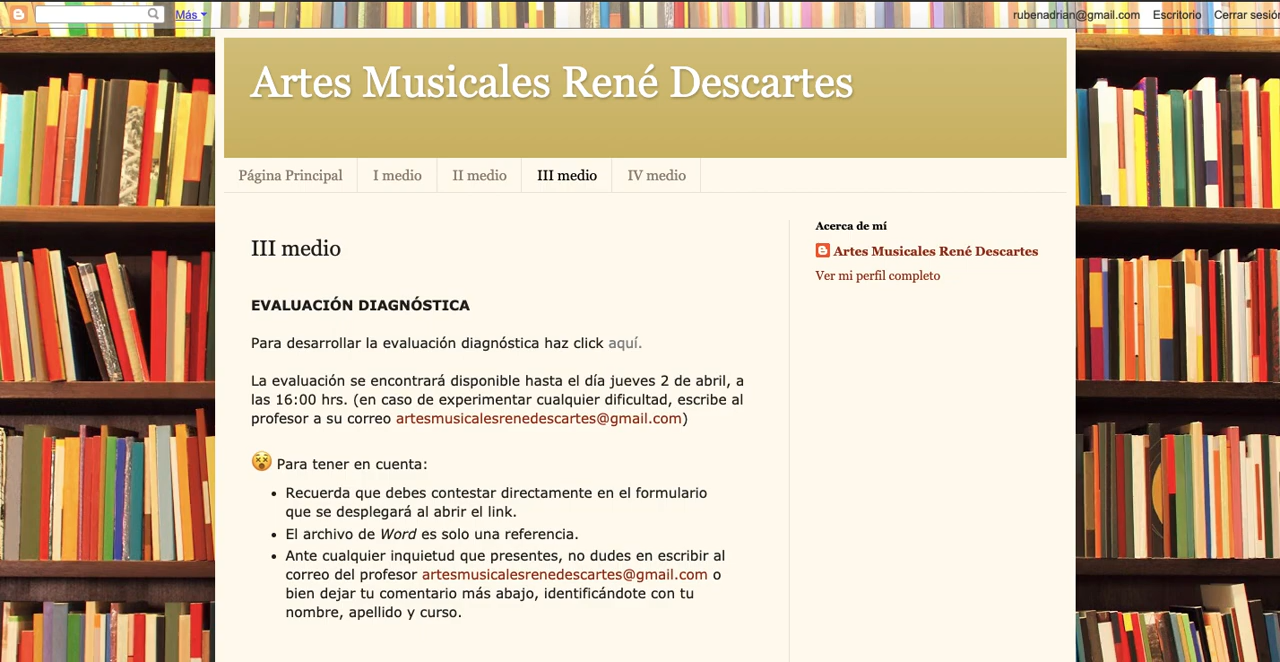 Más
rubenadrian@gmail.com Escritorio Cerrar sesión
Artes Musicales René Descartes
Página Principal I medio II medio III medio IV medio
III medio
EVALUACIÓN DIAGNÓSTICA
Para desarrollar la evaluación diagnóstica haz click aquí.
La evaluación se encontrará disponible hasta el día jueves 2 de abril, a
las 16:00 hrs. (en caso de experimentar cualquier dificultad, escribe al
profesor a su correo artesmusicalesrenedescartes@gmail.com)
Para tener en cuenta:
• Recuerda que debes contestar directamente en el formulario
que se desplegará al abrir el link.
• El archivo de Word es solo una referencia.
• Ante cualquier inquietud que presentes, no dudes en escribir al
correo del profesor artesmusicalesrenedescartes@gmail.com o
bien dejar tu comentario más abajo, identificándote con tu
nombre, apellido y curso.
Acerca de mí
Artes Musicales René Descartes
Ver mi perfil completo